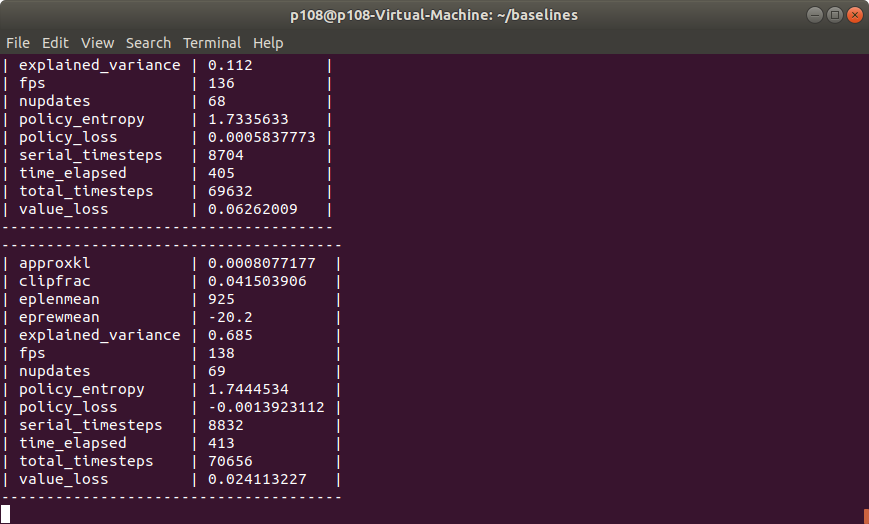 p108@p108-Virtual-Machine: ~/baselines
File Edit View Search Terminal Help
| explained_variance | 0.112        |
| fps                | 136          |
| nupdates           | 68           |
| policy_entropy     | 1.7335633    |
| policy_loss        | 0.0005837773 |
| serial_timesteps   | 8704         |
| time_elapsed       | 405          |
| total_timesteps    | 69632        |
| value_loss         | 0.06262009   |
-------------------------------------
--------------------------------------
| approxkl           | 0.0008077177  |
| clipfrac           | 0.041503906   |
| eplenmean          | 925           |
| eprewmean          | -20.2         |
| explained_variance | 0.685         |
| fps                | 138           |
| nupdates           | 69            |
| policy_entropy     | 1.7444534     |
| policy_loss        | -0.0013923112 |
| serial_timesteps   | 8832          |
| time_elapsed       | 413           |
| total_timesteps    | 70656         |
| value_loss         | 0.024113227   |
--------------------------------------